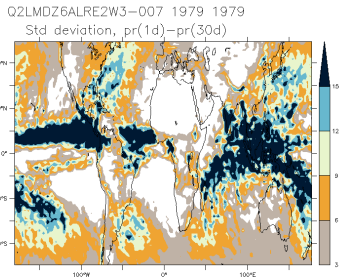 Q2LMDZ6ALRE2W3-007 1979 1979
Std deviation, pr(1d)-pr(30d)
15
12
9
6
3
0°
100°W
0°
100°E